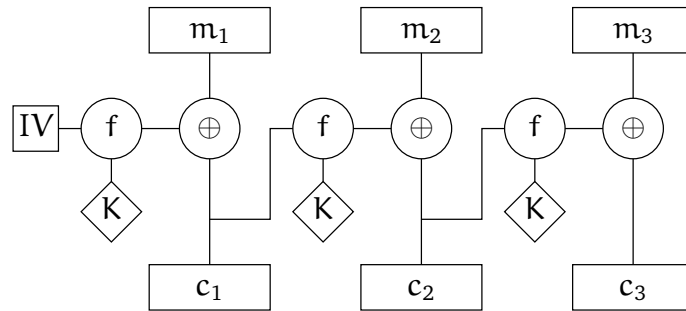 m₁ m₂ m₃
IV f ⊕ f ⊕ f ⊕
K K K
c₁ c₂ c₃